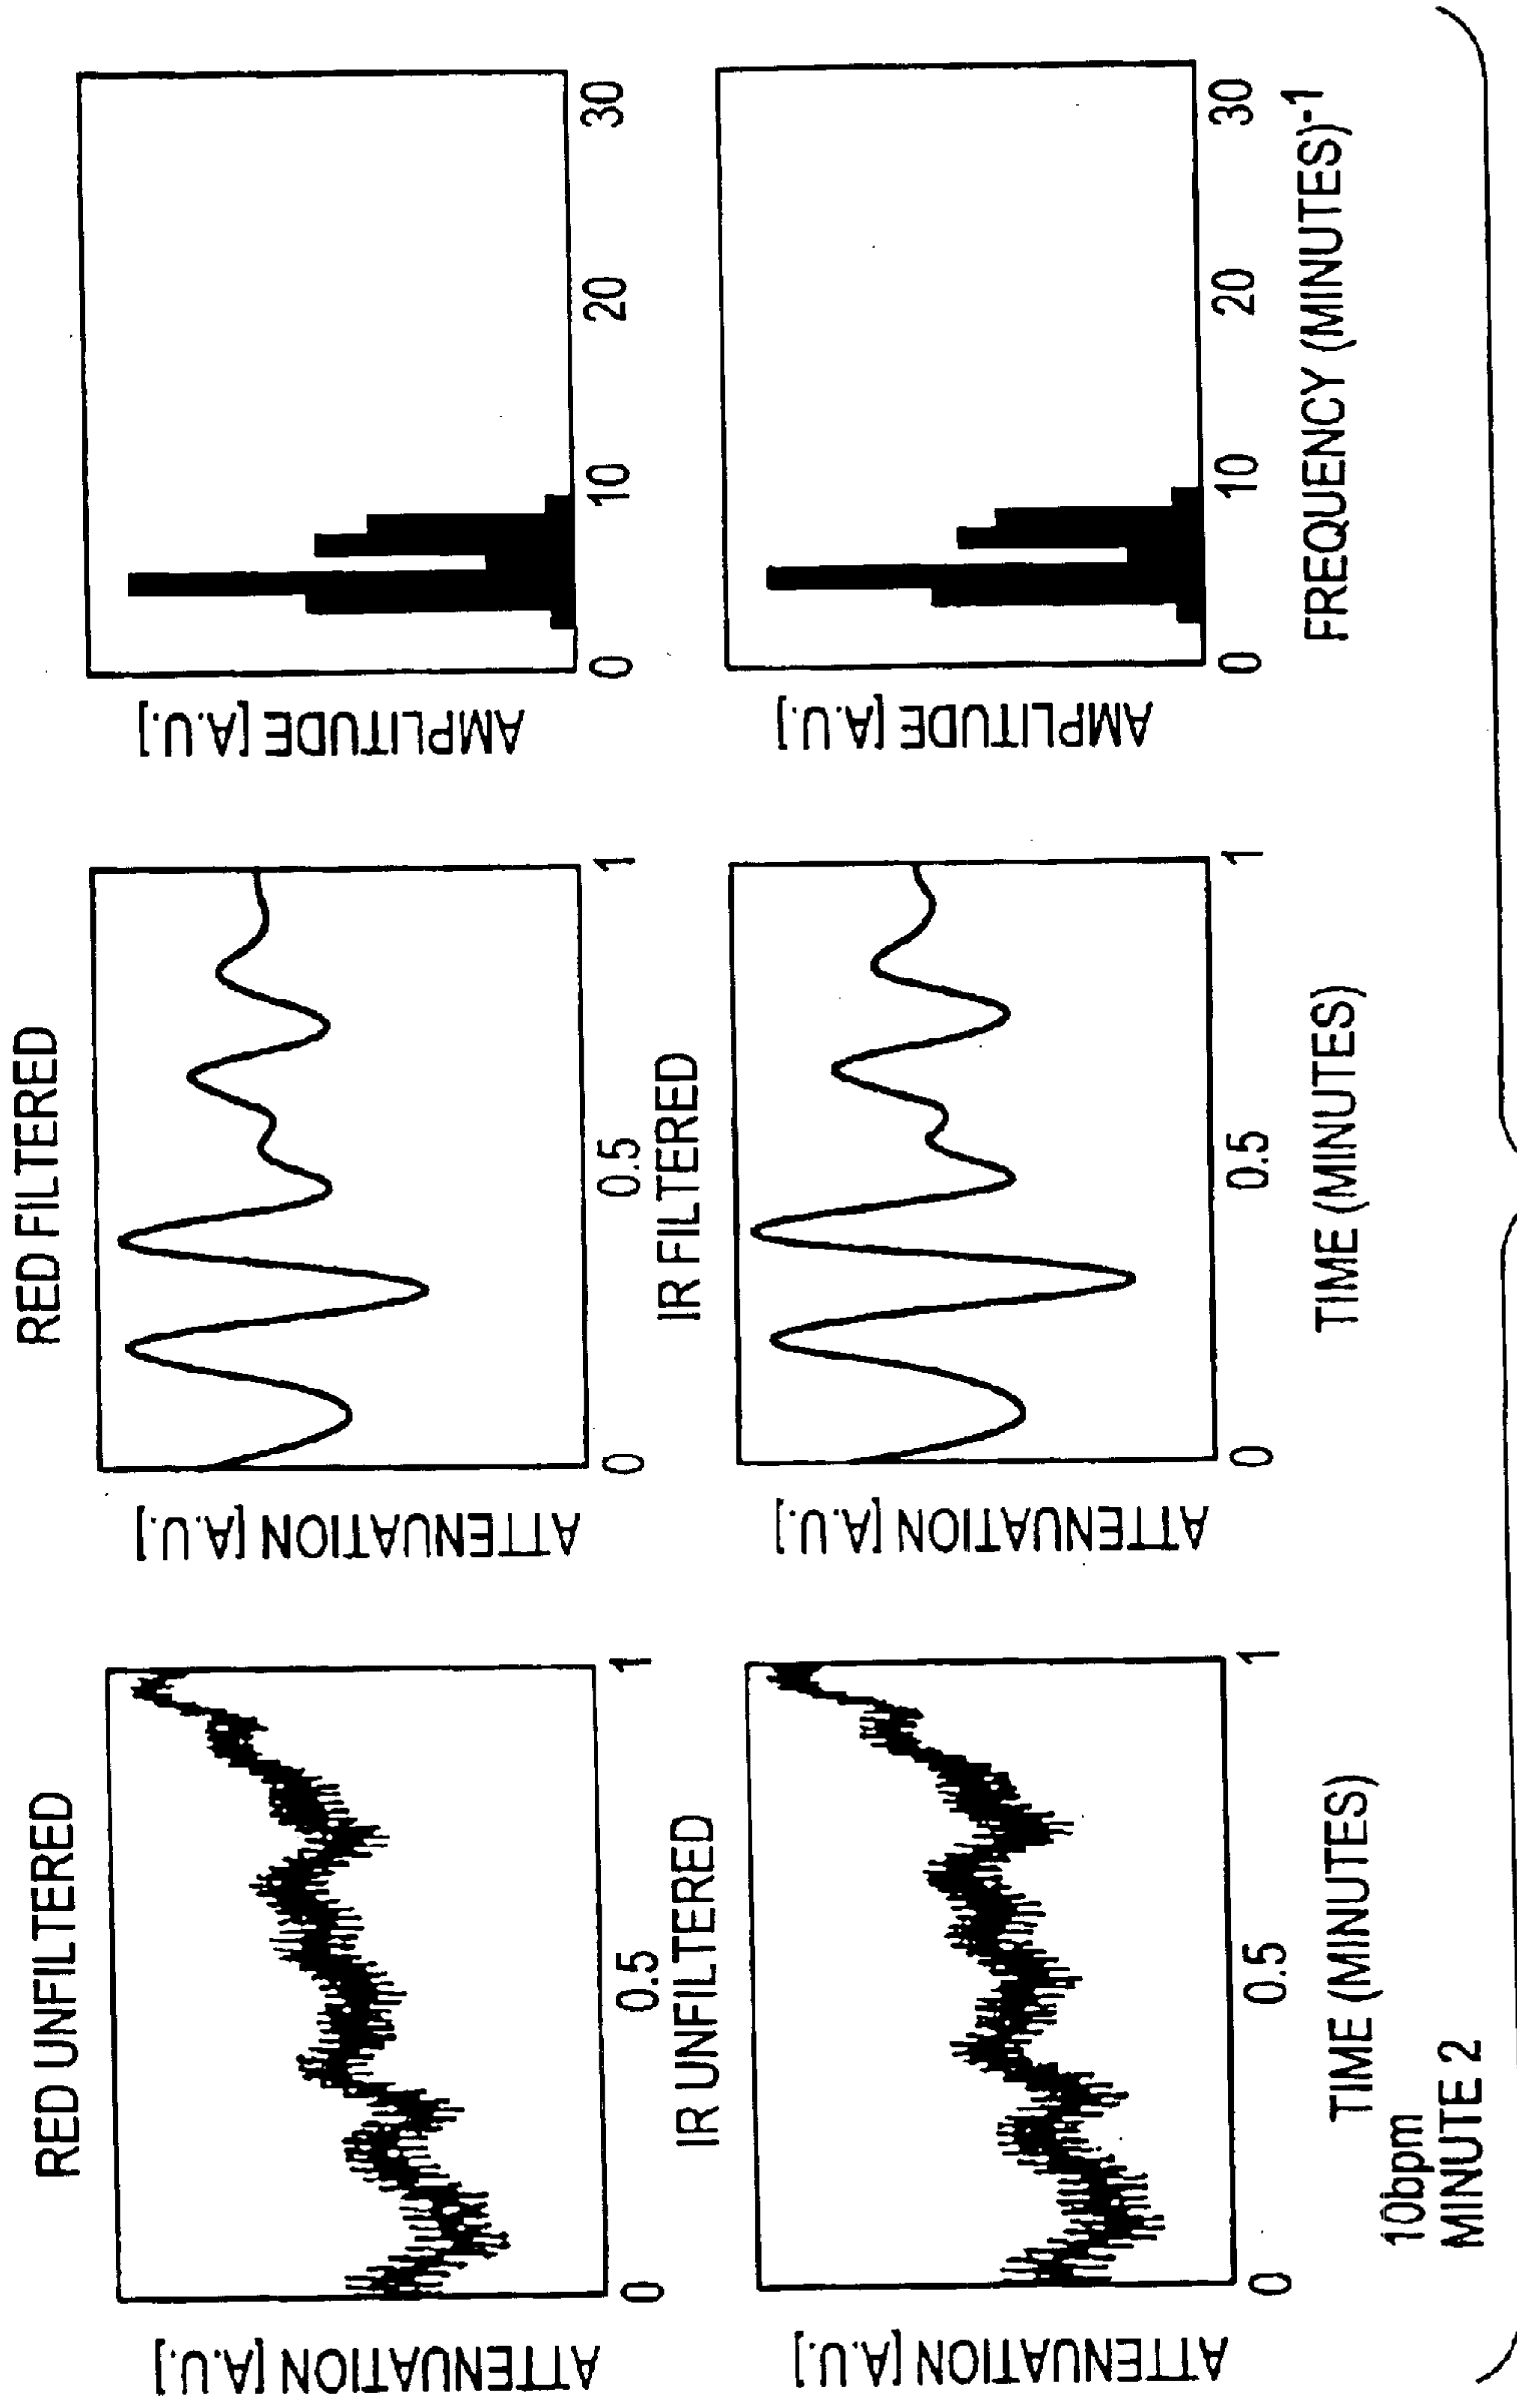 RED UNFILTERED
ATTENUATION [A.U.]
0
0.5
1
RED FILTERED
ATTENUATION [A.U.]
0
0.5
1
AMPLITUDE [A.U.]
0
10
20
30
IR UNFILTERED
ATTENUATION [A.U.]
0
0.5
1
TIME (MINUTES)
IR FILTERED
ATTENUATION [A.U.]
0
0.5
1
TIME (MINUTES)
AMPLITUDE [A.U.]
0
10
20
30
FREQUENCY (MINUTES)-1
10bpm
MINUTE 2